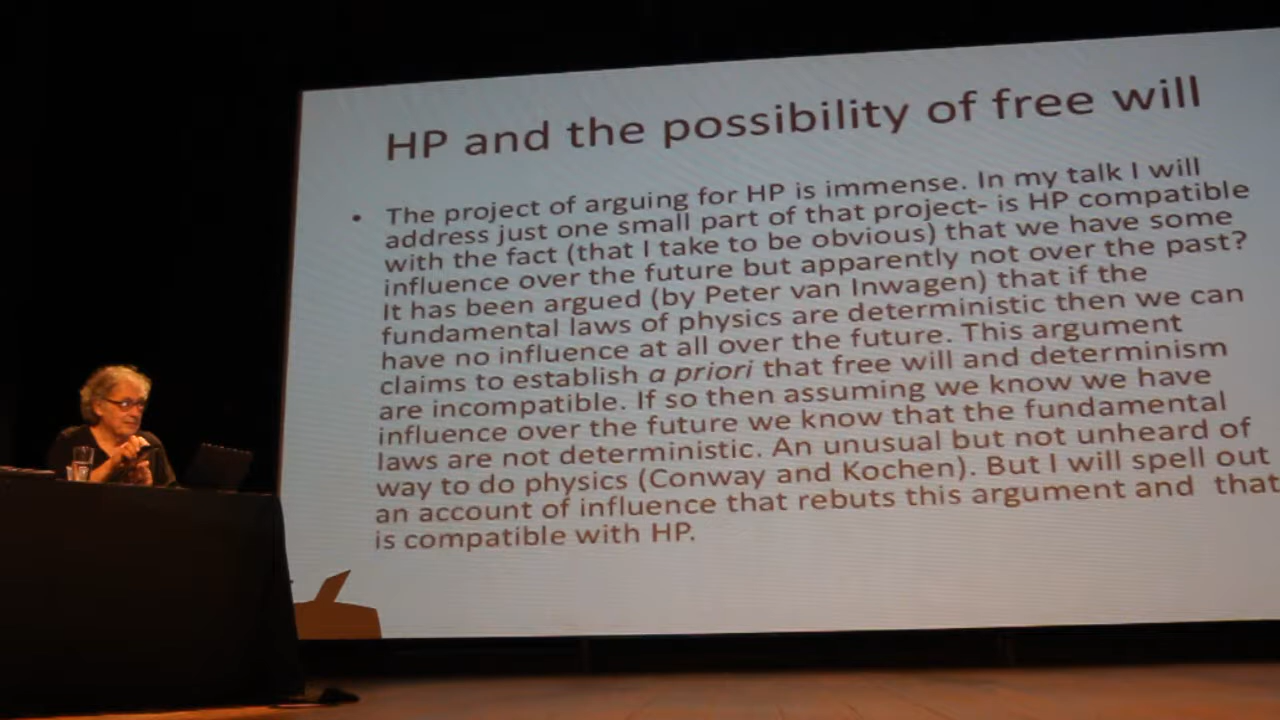 HP and the possibility of free will
• The project of arguing for HP is immense. In my talk I will
address just one small part of that project- is HP compatible
with the fact (that I take to be obvious) that we have some
influence over the future but apparently not over the past?
It has been argued (by Peter van Inwagen) that if the
fundamental laws of physics are deterministic then we can
have no influence at all over the future. This argument
claims to establish a priori that free will and determinism
are incompatible. If so then assuming we know we have
influence over the future we know that the fundamental
laws are not deterministic. An unusual but not unheard of
way to do physics (Conway and Kochen). But I will spell out
an account of influence that rebuts this argument and that
is compatible with HP.